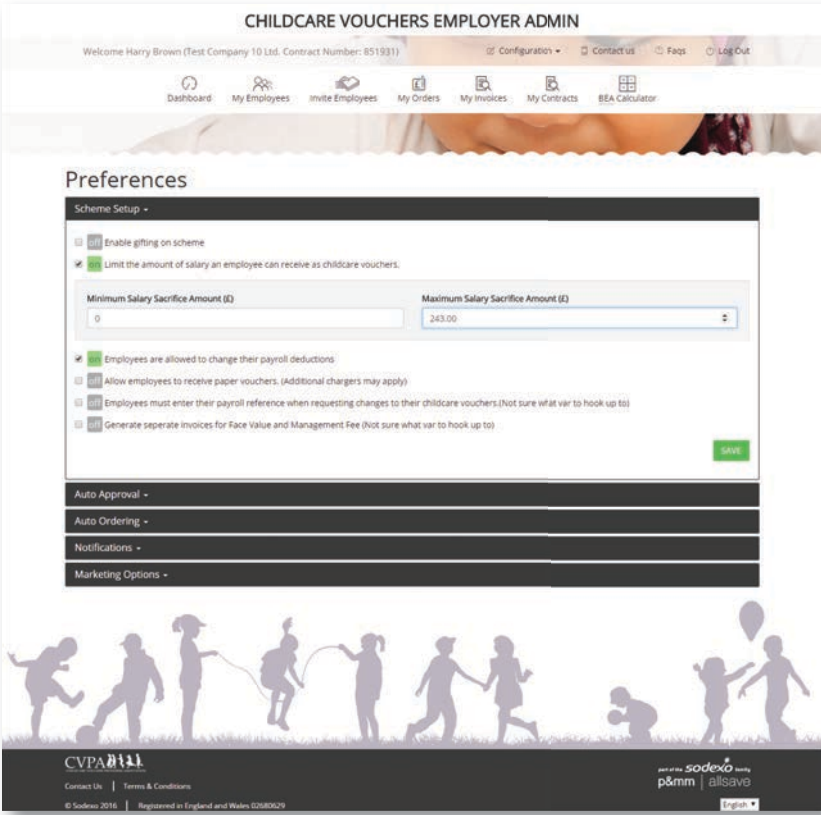 CHILDCARE VOUCHERS EMPLOYER ADMIN
Welcome Harry Brown (Test Company 10 Ltd. Contract Number: 851931)
Configuration
Contact us
Faqs
Log Out
Dashboard
My Employees
Invite Employees
My Orders
My Invoices
My Contracts
BEA Calculator
Preferences
Scheme Setup
off Enable gifting on scheme
on Limit the amount of salary an employee can receive as childcare vouchers.
Minimum Salary Sacrifice Amount (£)
Maximum Salary Sacrifice Amount (£)
0
243.00
on Employees are allowed to change their payroll deductions
off Allow employees to receive paper vouchers. (Additional chargers may apply)
off Employees must enter their payroll reference when requesting changes to their childcare vouchers.(Not sure what var to hook up to)
off Generate seperate invoices for Face Value and Management Fee (Not sure what var to hook up to)
SAVE
Auto Approval
Auto Ordering
Notifications
Marketing Options
CVPA
part of the sodexo family
p&mm | allsave
Contact Us | Terms & Conditions
© Sodexo 2016 | Registered in England and Wales 02680629
English